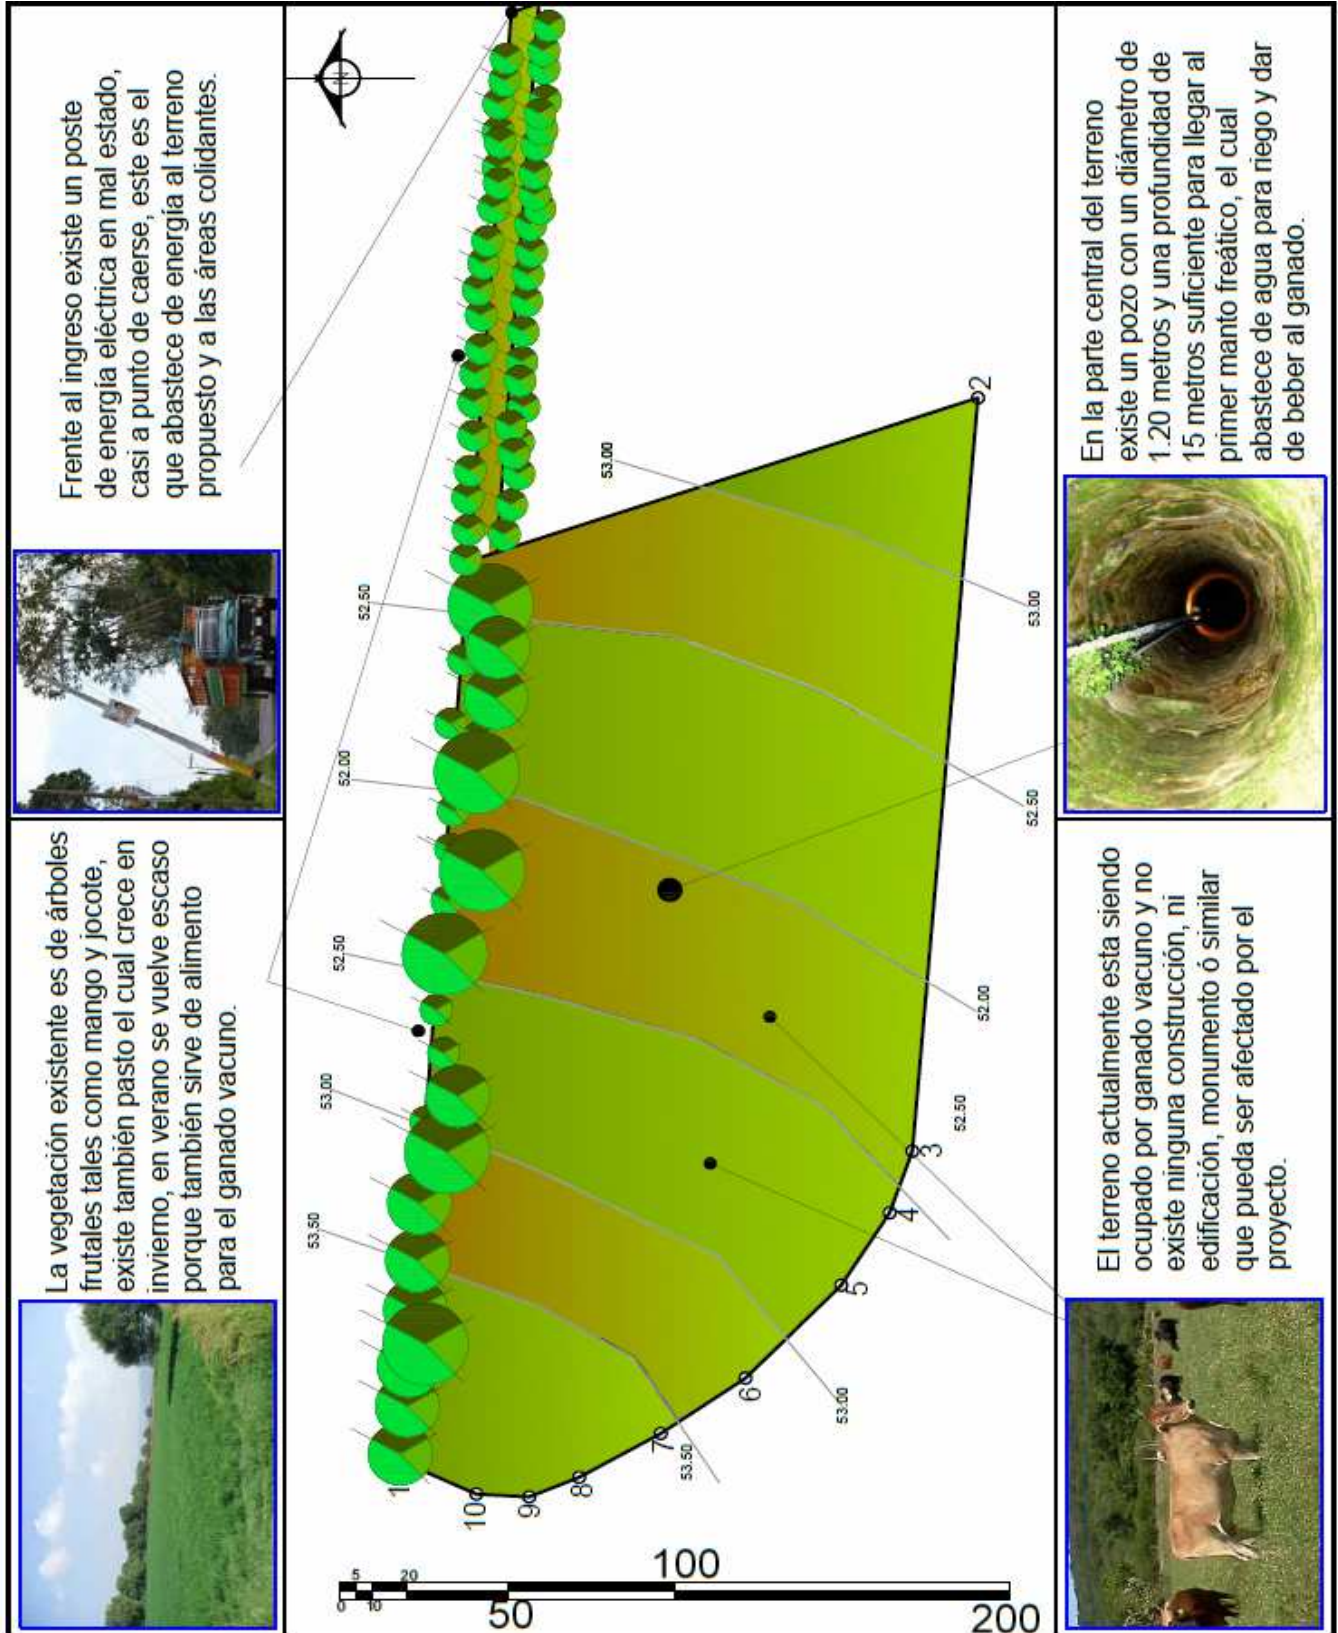 La vegetación existente es de árboles
frutales tales como mango y jocote,
existe también pasto el cual crece en
invierno, en verano se vuelve escaso
porque también sirve de alimento
para el ganado vacuno.
Frente al ingreso existe un poste
de energía eléctrica en mal estado,
casi a punto de caerse, este es el
que abastece de energía al terreno
propuesto y a las áreas colidantes.
N
53.50
53.00
52.50
52.00
52.50
53.00
1
10
9
8
7
6
5
4
3
2
53.50
53.00
52.50
52.00
52.50
53.00
0
5
10
20
50
100
200
El terreno actualmente esta siendo
ocupado por ganado vacuno y no
existe ninguna construcción, ni
edificación, monumento ó similar
que pueda ser afectado por el
proyecto.
En la parte central del terreno
existe un pozo con un diámetro de
1.20 metros y una profundidad de
15 metros suficiente para llegar al
primer manto freático, el cual
abastece de agua para riego y dar
de beber al ganado.